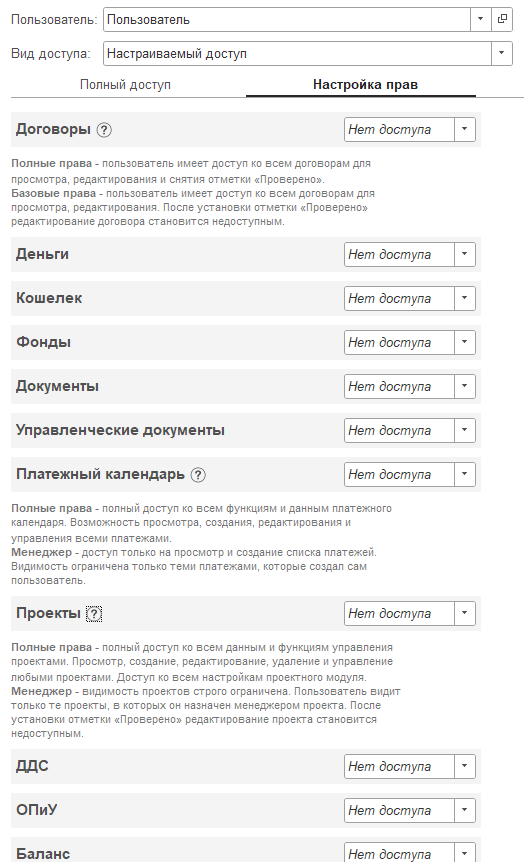 Пользователь: Пользователь
Вид доступа: Настраиваемый доступ
Полный доступ Настройка прав
Договоры ? Нет доступа
Полные права - пользователь имеет доступ ко всем договорам для
просмотра, редактирования и снятия отметки «Проверено».
Базовые права - пользователь имеет доступ ко всем договорам для
просмотра, редактирования. После установки отметки «Проверено»
редактирование договора становится недоступным.
Деньги Нет доступа
Кошелек Нет доступа
Фонды Нет доступа
Документы Нет доступа
Управленческие документы Нет доступа
Платежный календарь ? Нет доступа
Полные права - полный доступ ко всем функциям и данным платежного
календаря. Возможность просмотра, создания, редактирования и
управления всеми платежами.
Менеджер - доступ только на просмотр и создание списка платежей.
Видимость ограничена только теми платежами, которые создал сам
пользователь.
Проекты ? Нет доступа
Полные права - полный доступ ко всем данным и функциям управления
проектами. Просмотр, создание, редактирование, удаление и управление
любыми проектами. Доступ ко всем настройкам проектного модуля.
Менеджер - видимость проектов строго ограничена. Пользователь видит
только те проекты, в которых он назначен менеджером проекта. После
установки отметки «Проверено» редактирование проекта становится
недоступным.
ДДС Нет доступа
ОПиУ Нет доступа
Баланс Нет доступа